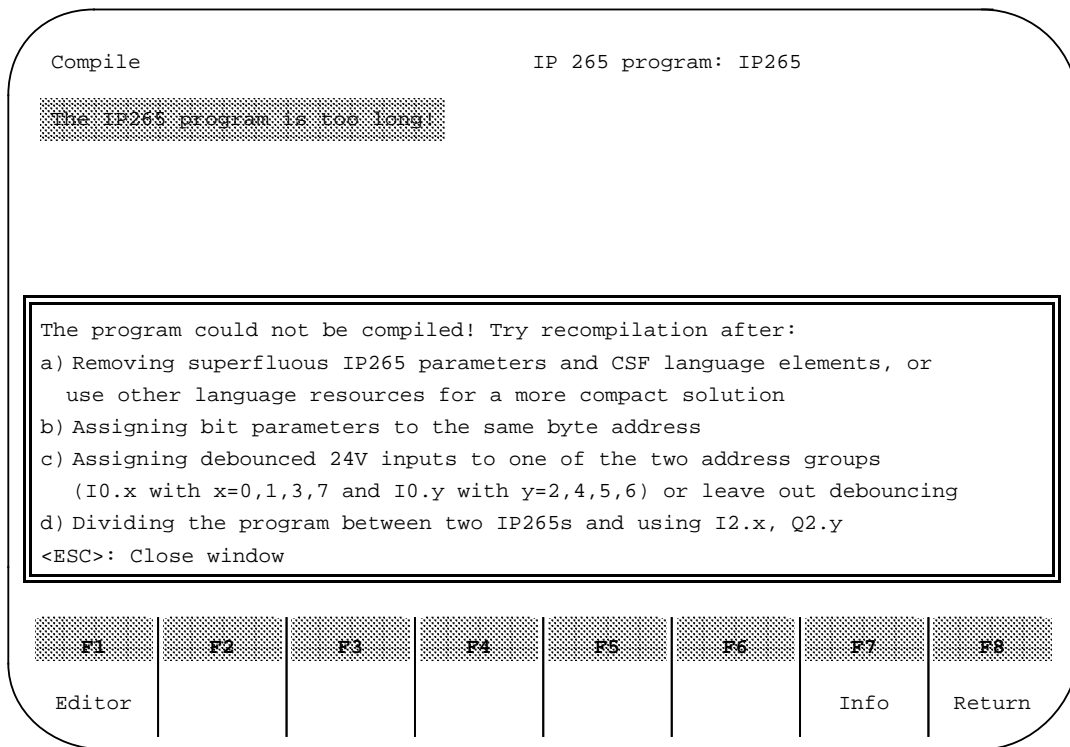 Compile IP 265 program: IP265
The IP265 program is too long!
The program could not be compiled! Try recompilation after:
a) Removing superfluous IP265 parameters and CSF language elements, or
use other language resources for a more compact solution
b) Assigning bit parameters to the same byte address
c) Assigning debounced 24V inputs to one of the two address groups
(I0.x with x=0,1,3,7 and I0.y with y=2,4,5,6) or leave out debouncing
d) Dividing the program between two IP265s and using I2.x, Q2.y
<ESC>: Close window
F1 F2 F3 F4 F5 F6 F7 F8
Editor Info Return